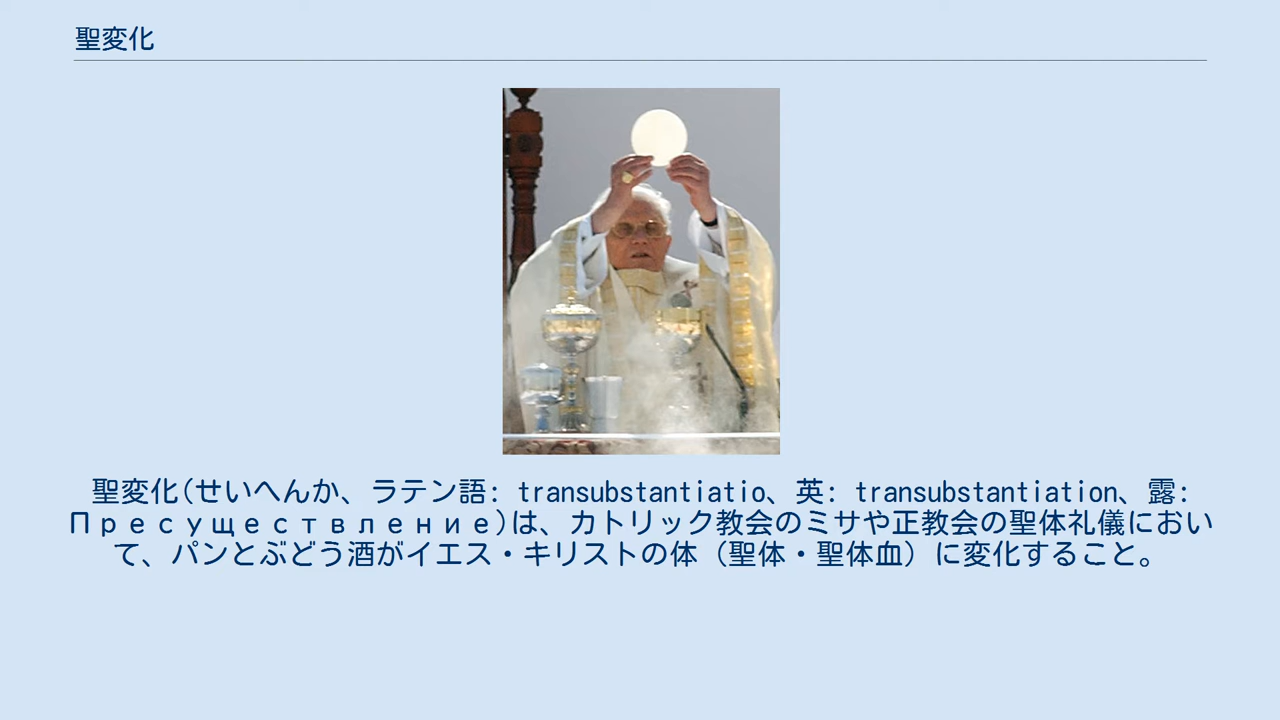 聖変化
聖変化(せいへんか、ラテン語: transubstantiatio、英: transubstantiation、露:
Пресуществление)は、カトリック教会のミサや正教会の聖体礼儀におい
て、パンとぶどう酒がイエス・キリストの体（聖体・聖体血）に変化すること。